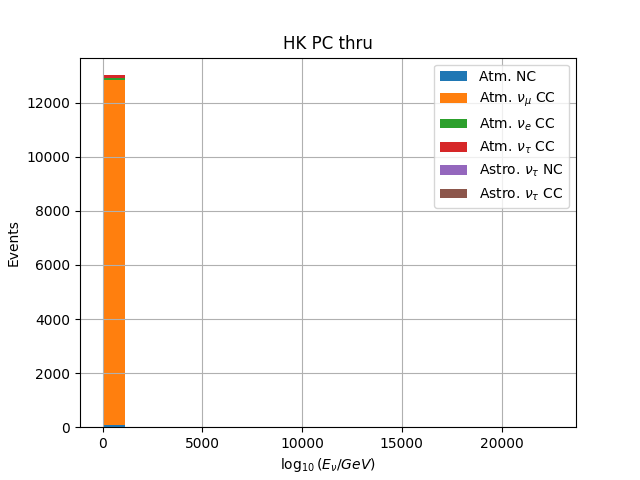 HK PC thru
Atm. NC
Atm. νμ CC
Atm. νe CC
Atm. ντ CC
Astro. ντ NC
Astro. ντ CC
Events
12000
10000
8000
6000
4000
2000
0
0 5000 10000 15000 20000
log10(Eν/GeV)